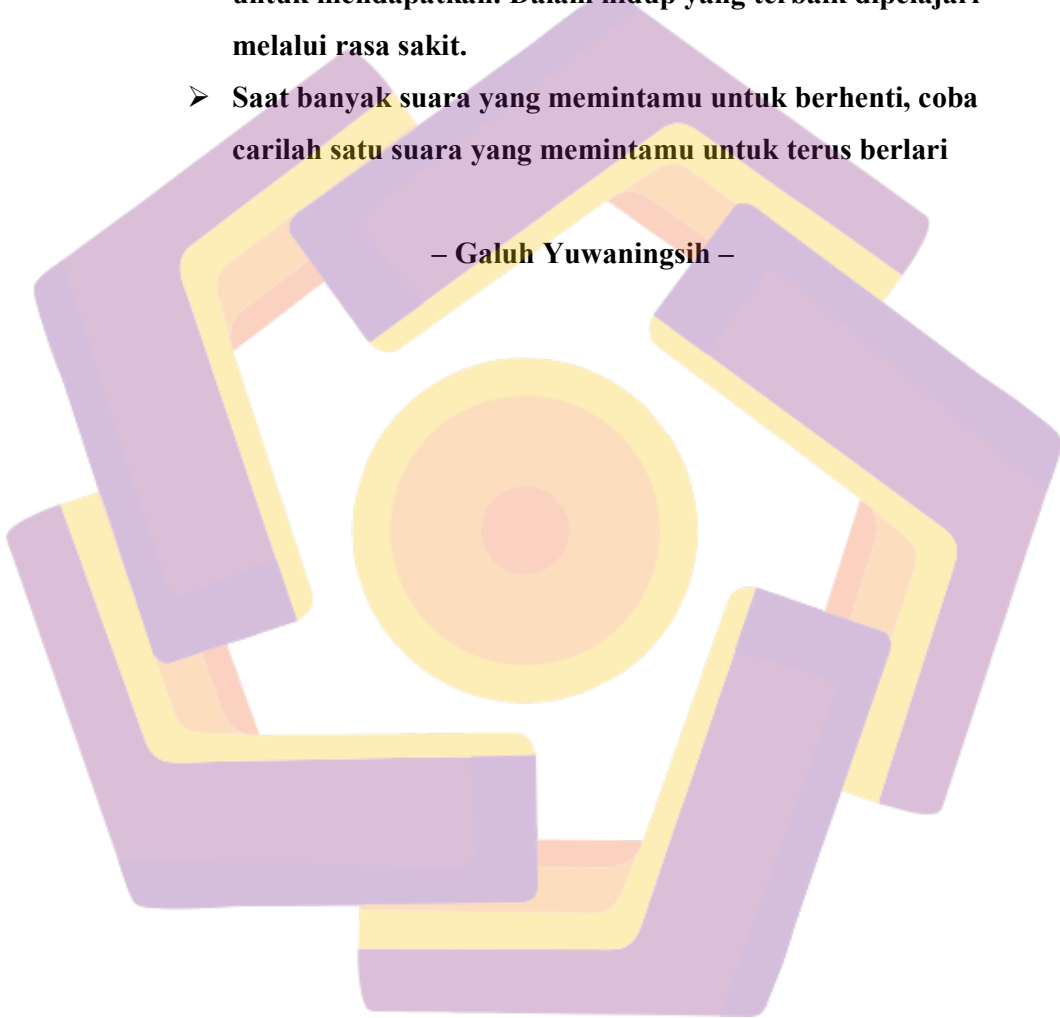 untuk mendapatkan. Dalam hidup yang terbaik dipelajari
melalui rasa sakit.
➢ Saat banyak suara yang memintamu untuk berhenti, coba
carilah satu suara yang memintamu untuk terus berlari
– Galuh Yuwaningsih –